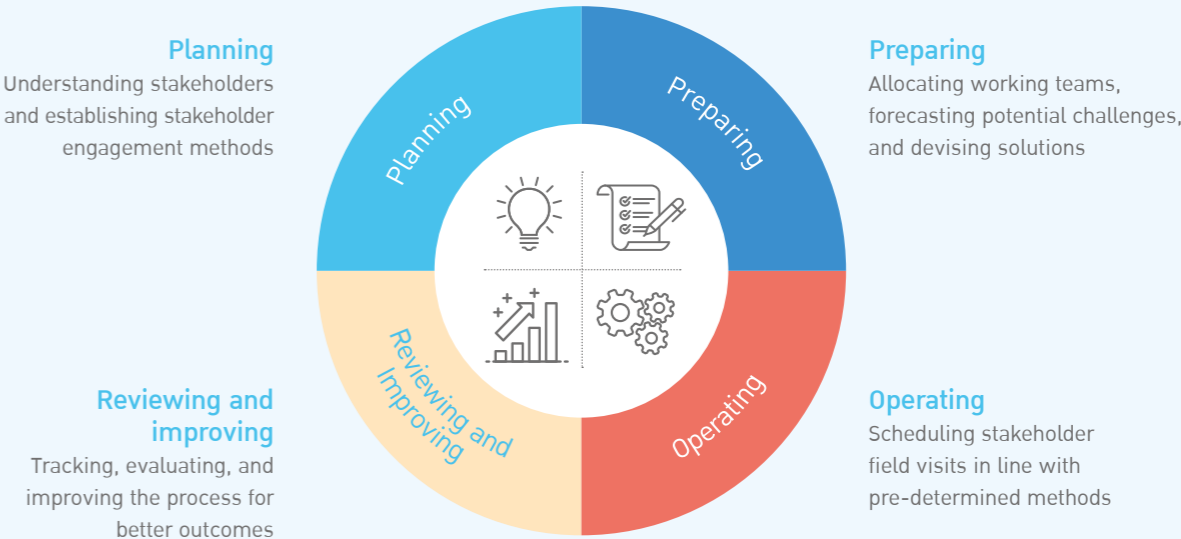 Planning
Understanding stakeholders
and establishing stakeholder
engagement methods
Planning
Preparing
Preparing
Allocating working teams,
forecasting potential challenges,
and devising solutions
Reviewing and
improving
Tracking, evaluating, and
improving the process for
better outcomes
Reviewing and
Improving
Operating
Operating
Scheduling stakeholder
field visits in line with
pre-determined methods